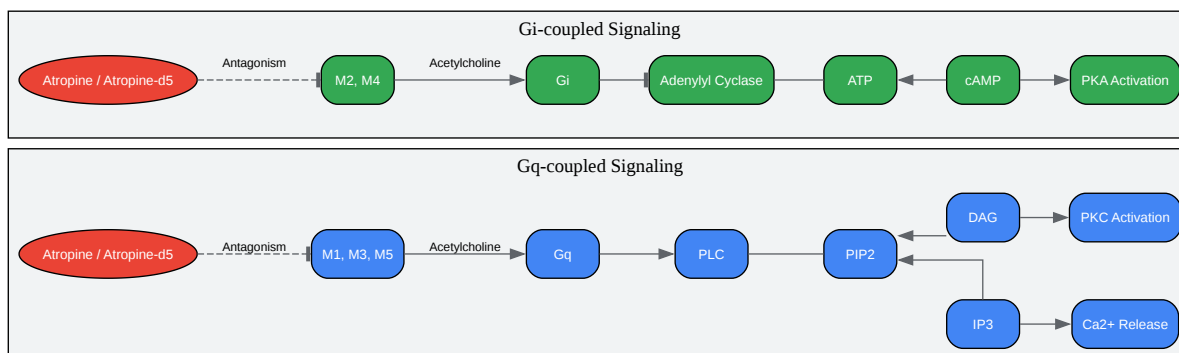 Gi-coupled Signaling
Antagonism
Acetylcholine
Atropine / Atropine-d5
M2, M4
Gi
Adenylyl Cyclase
ATP
cAMP
PKA Activation
Gq-coupled Signaling
DAG
PKC Activation
Antagonism
Acetylcholine
Atropine / Atropine-d5
M1, M3, M5
Gq
PLC
PIP2
IP3
Ca2+ Release